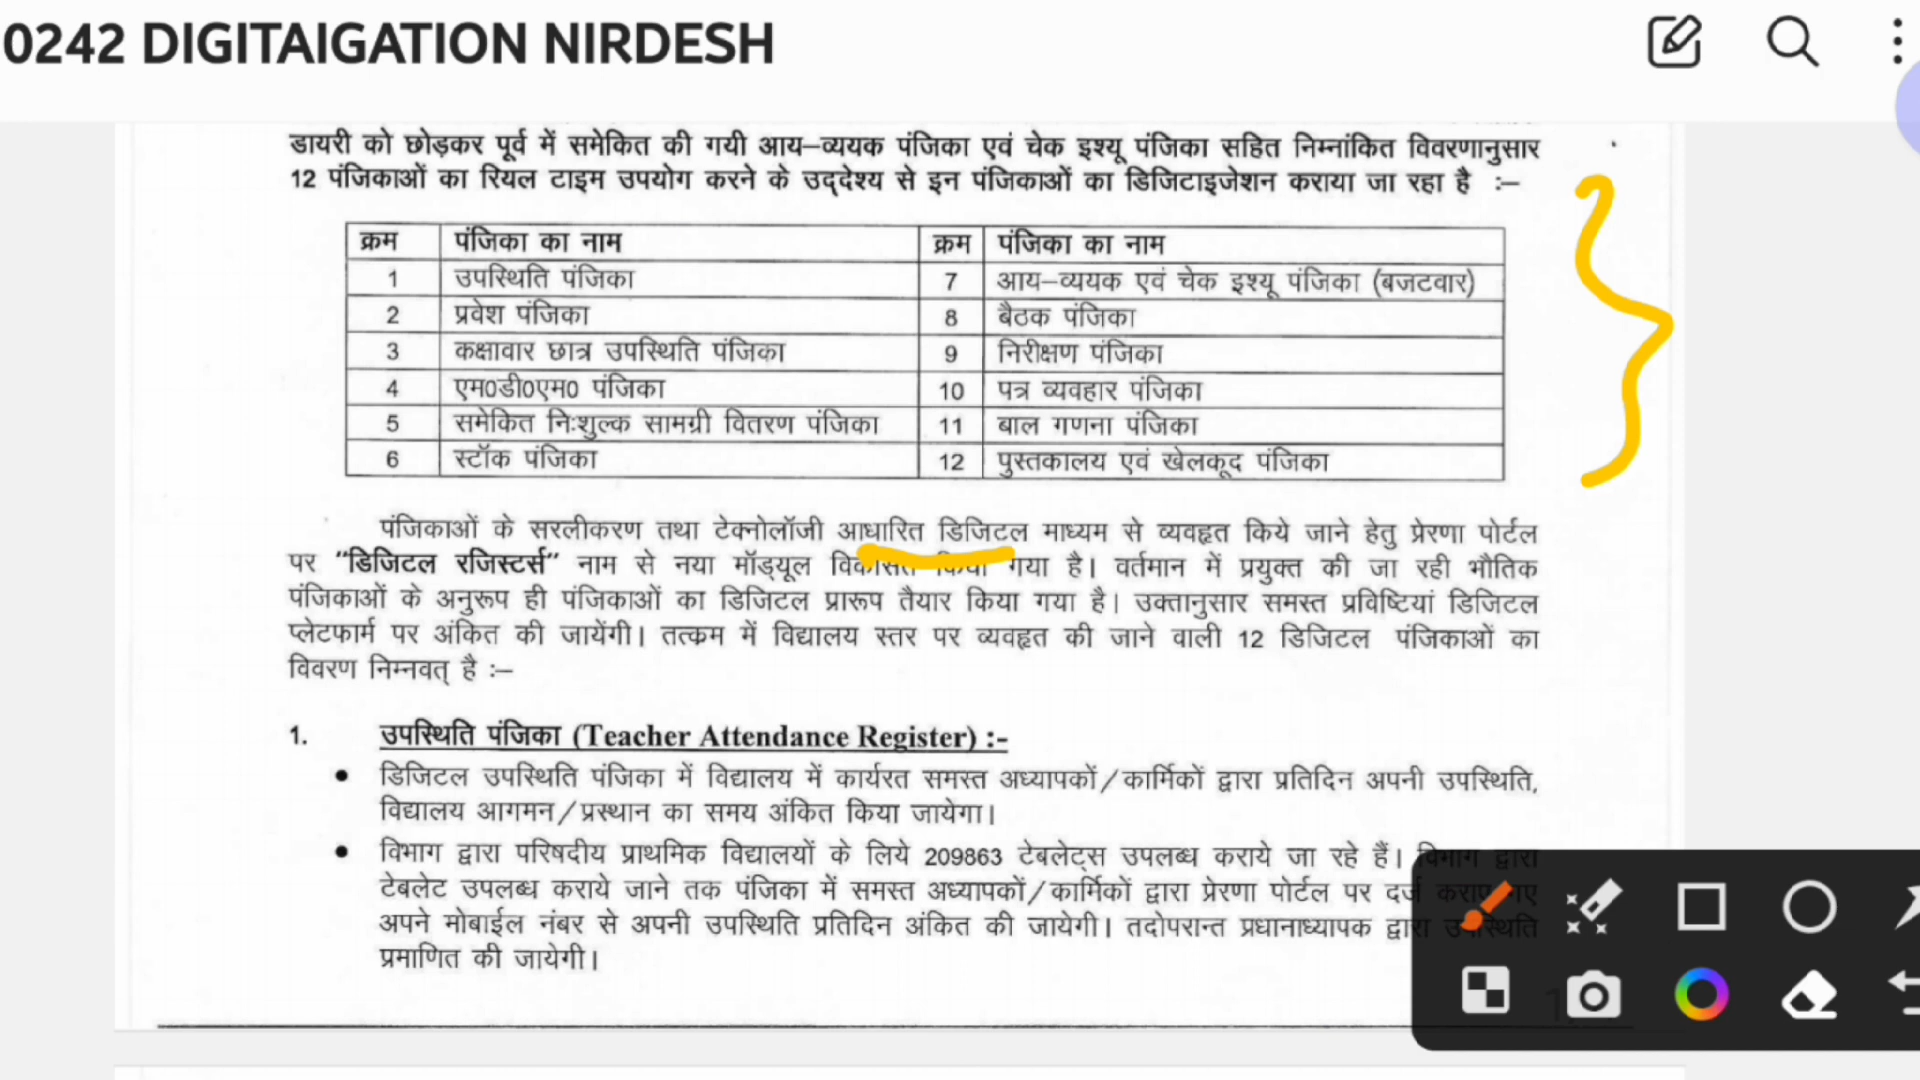 0242 DIGITAIGATION NIRDESH
डायरी को छोड़कर पूर्व में समेकित की गयी आय–व्ययक पंजिका एवं चेक इश्यू पंजिका सहित निम्नांकित विवरणानुसार
12 पंजिकाओं का रियल टाइम उपयोग करने के उद्देश्य से इन पंजिकाओं का डिजिटाइजेशन कराया जा रहा है :–
क्रम पंजिका का नाम क्रम पंजिका का नाम
1 उपस्थिति पंजिका 7 आय–व्ययक एवं चेक इश्यू पंजिका (बजटवार)
2 प्रवेश पंजिका 8 बैठक पंजिका
3 कक्षावार छात्र उपस्थिति पंजिका 9 निरीक्षण पंजिका
4 एम0डी0एम0 पंजिका 10 पत्र व्यवहार पंजिका
5 समेकित निःशुल्क सामग्री वितरण पंजिका 11 बाल गणना पंजिका
6 स्टॉक पंजिका 12 पुस्तकालय एवं खेलकूद पंजिका
पंजिकाओं के सरलीकरण तथा टेक्नोलॉजी आधारित डिजिटल माध्यम से व्यवहृत किये जाने हेतु प्रेरणा पोर्टल
पर “डिजिटल रजिस्टर्स” नाम से नया मॉड्यूल विकसित किया गया है। वर्तमान में प्रयुक्त की जा रही भौतिक
पंजिकाओं के अनुरूप ही पंजिकाओं का डिजिटल प्रारूप तैयार किया गया है। उक्तानुसार समस्त प्रविष्टियां डिजिटल
प्लेटफार्म पर अंकित की जायेंगी। तत्क्रम में विद्यालय स्तर पर व्यवहृत की जाने वाली 12 डिजिटल पंजिकाओं का
विवरण निम्नवत् है :–
1. उपस्थिति पंजिका (Teacher Attendance Register) :-
• डिजिटल उपस्थिति पंजिका में विद्यालय में कार्यरत समस्त अध्यापकों/कार्मिकों द्वारा प्रतिदिन अपनी उपस्थिति,
विद्यालय आगमन/प्रस्थान का समय अंकित किया जायेगा।
• विभाग द्वारा परिषदीय प्राथमिक विद्यालयों के लिये 209863 टेबलेट्स उपलब्ध कराये जा रहे हैं। विभाग द्वारा
टेबलेट उपलब्ध कराये जाने तक पंजिका में समस्त अध्यापकों/कार्मिकों द्वारा प्रेरणा पोर्टल पर दर्ज कराए गए
अपने मोबाईल नंबर से अपनी उपस्थिति प्रतिदिन अंकित की जायेगी। तदोपरान्त प्रधानाध्यापक द्वारा उपस्थिति
प्रमाणित की जायेगी।